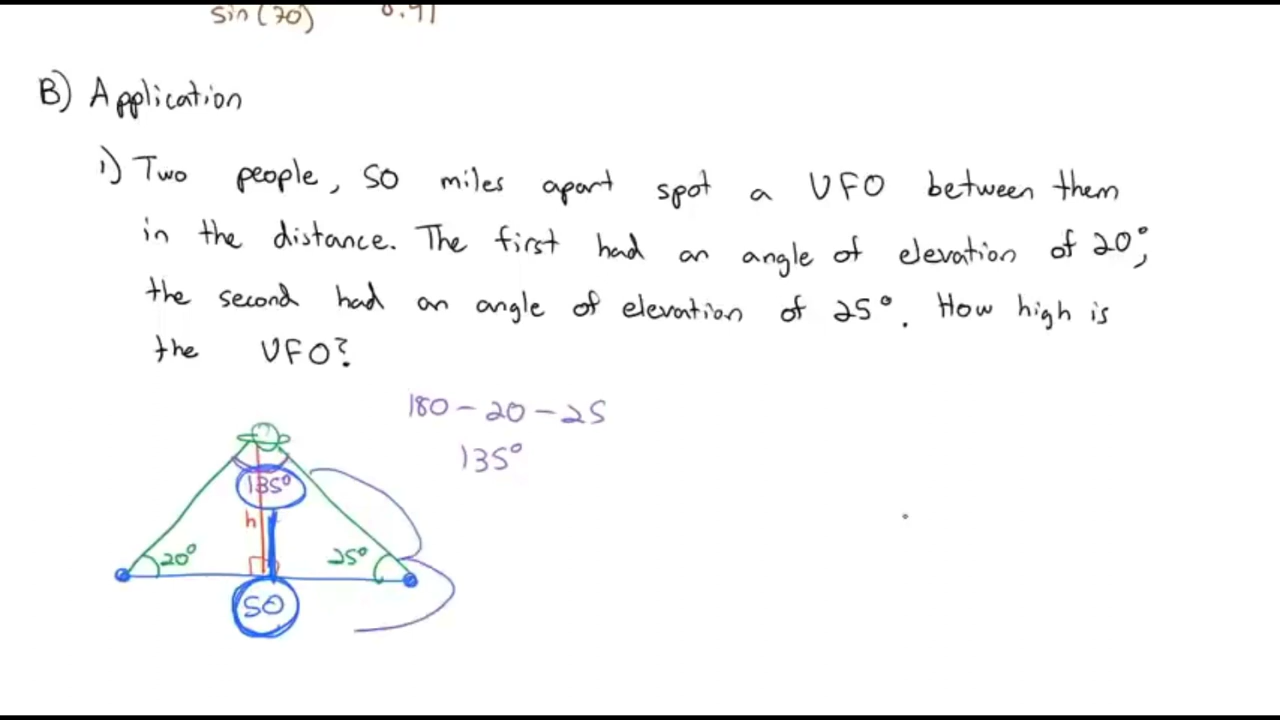 sin(70) 0.91
B) Application
1) Two people, 50 miles apart spot a UFO between them
in the distance. The first had an angle of elevation of 20°;
the second had an angle of elevation of 25°. How high is
the UFO?
180 - 20 - 25
135°
135°
h
20°
25°
50